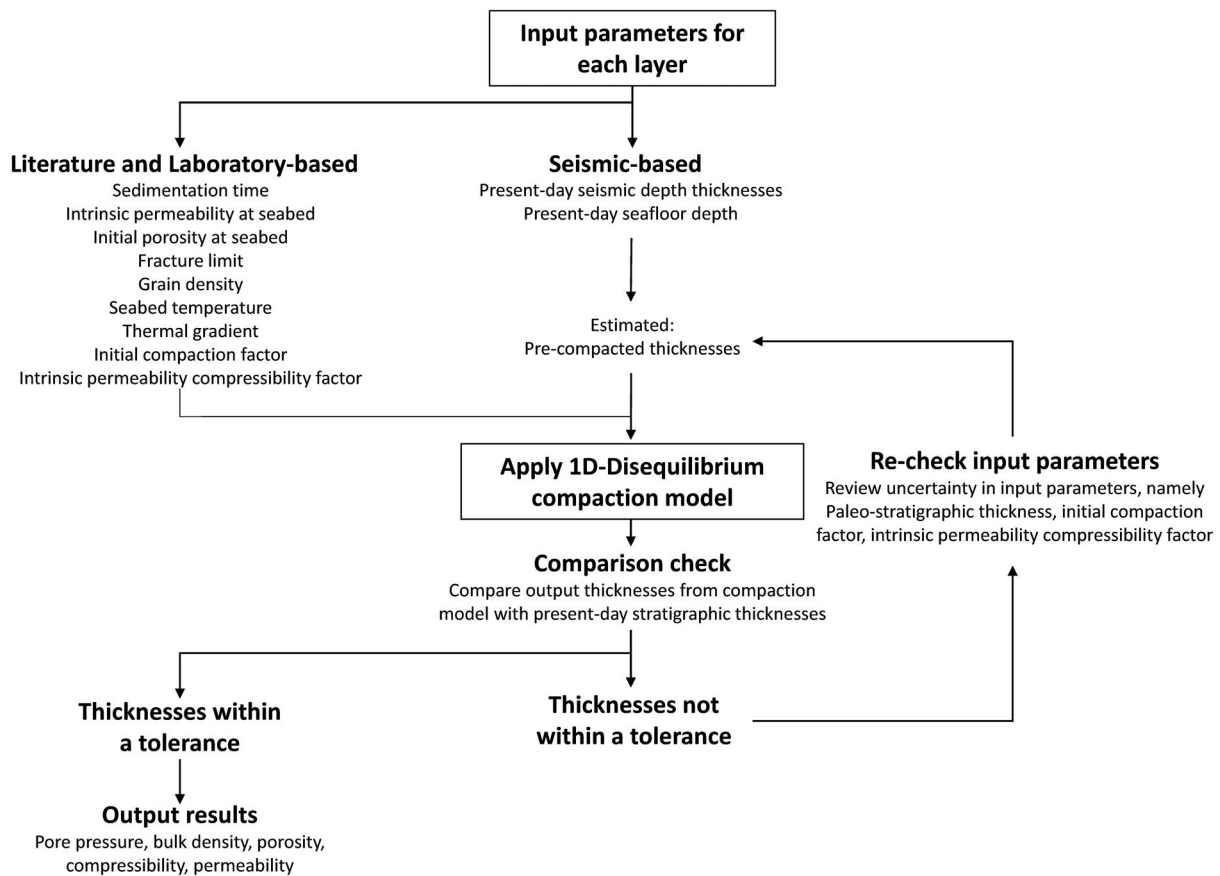 Input parameters for
each layer
Literature and Laboratory-based
Sedimentation time
Intrinsic permeability at seabed
Initial porosity at seabed
Fracture limit
Grain density
Seabed temperature
Thermal gradient
Initial compaction factor
Intrinsic permeability compressibility factor
Seismic-based
Present-day seismic depth thicknesses
Present-day seafloor depth
Estimated:
Pre-compacted thicknesses
Apply 1D-Disequilibrium
compaction model
Re-check input parameters
Review uncertainty in input parameters, namely
Paleo-stratigraphic thickness, initial compaction
factor, intrinsic permeability compressibility factor
Comparison check
Compare output thicknesses from compaction
model with present-day stratigraphic thicknesses
Thicknesses within
a tolerance
Thicknesses not
within a tolerance
Output results
Pore pressure, bulk density, porosity,
compressibility, permeability